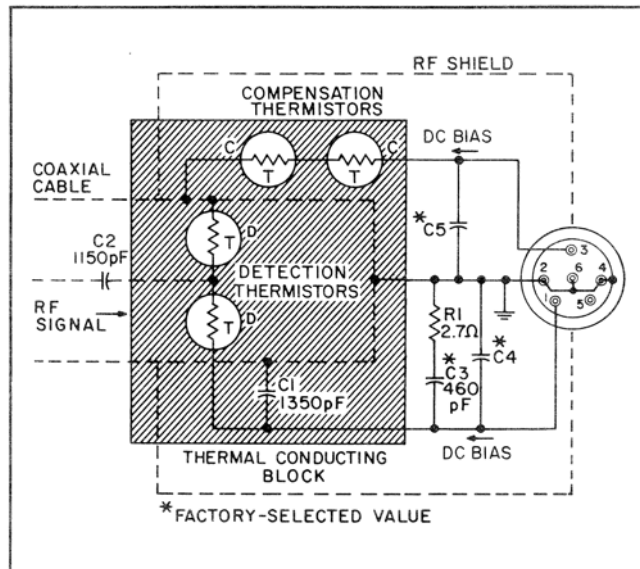 RF SHIELD
COMPENSATION
THERMISTORS
DC BIAS
C
C
T
T
COAXIAL
CABLE
*C5
3
D
T
C2
1150pF
DETECTION
THERMISTORS
2
6
4
1
5
RF
SIGNAL
D
T
R1
2.7Ω
*C4
*
C3
460
pF
C1
1350pF
DC BIAS
THERMAL CONDUCTING
BLOCK
*FACTORY-SELECTED VALUE